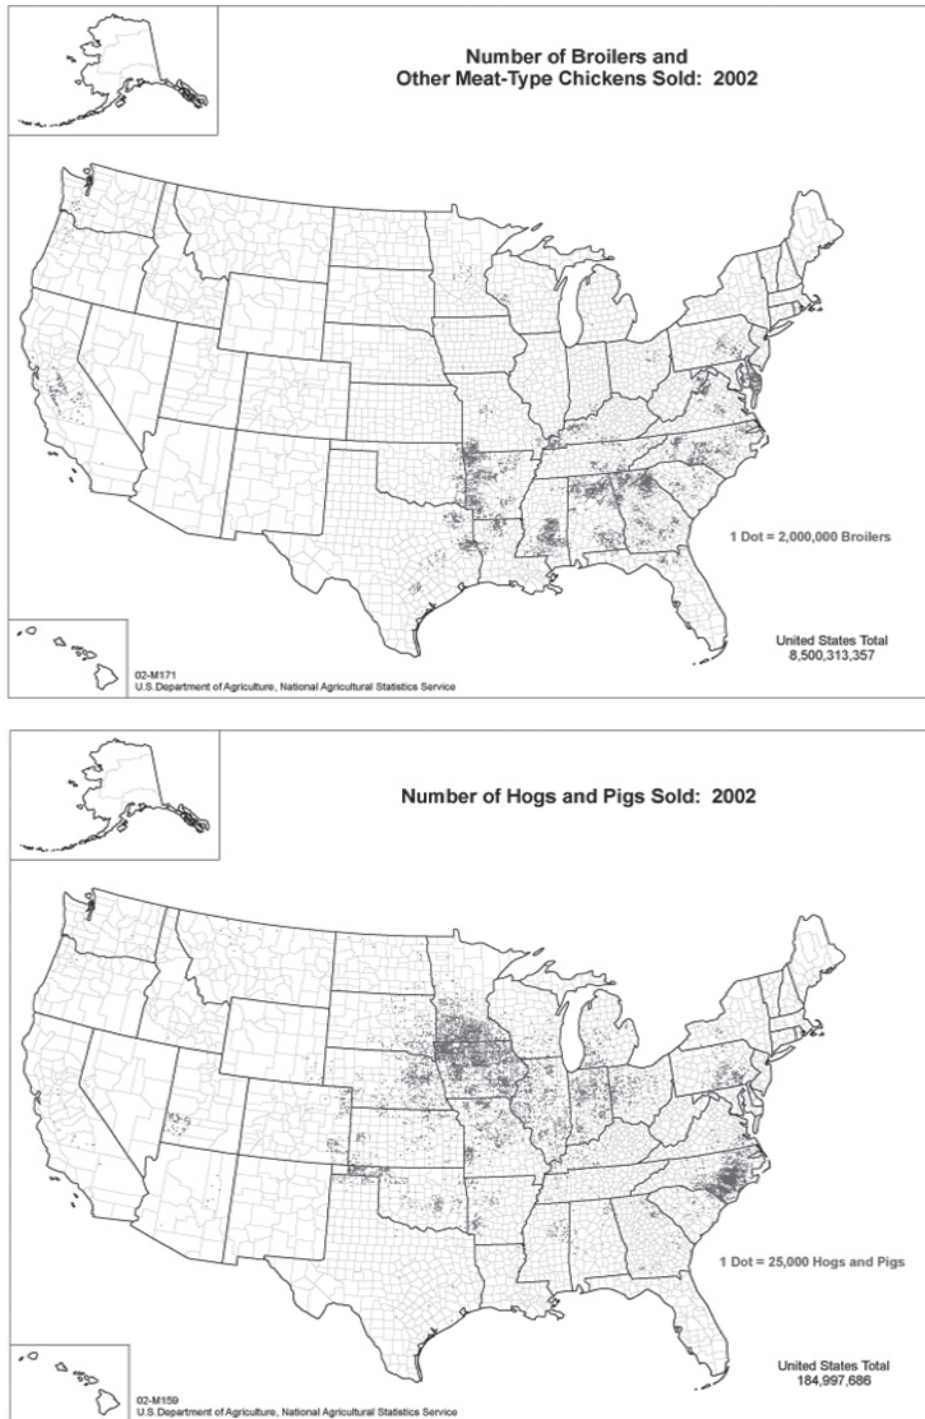 Number of Broilers and
Other Meat-Type Chickens Sold: 2002
1 Dot = 2,000,000 Broilers
United States Total
8,500,313,357
02-M171
U.S.Department of Agriculture, National Agricultural Statistics Service
Number of Hogs and Pigs Sold: 2002
1 Dot = 25,000 Hogs and Pigs
United States Total
184,997,686
02-M159
U.S.Department of Agriculture, National Agricultural Statistics Service